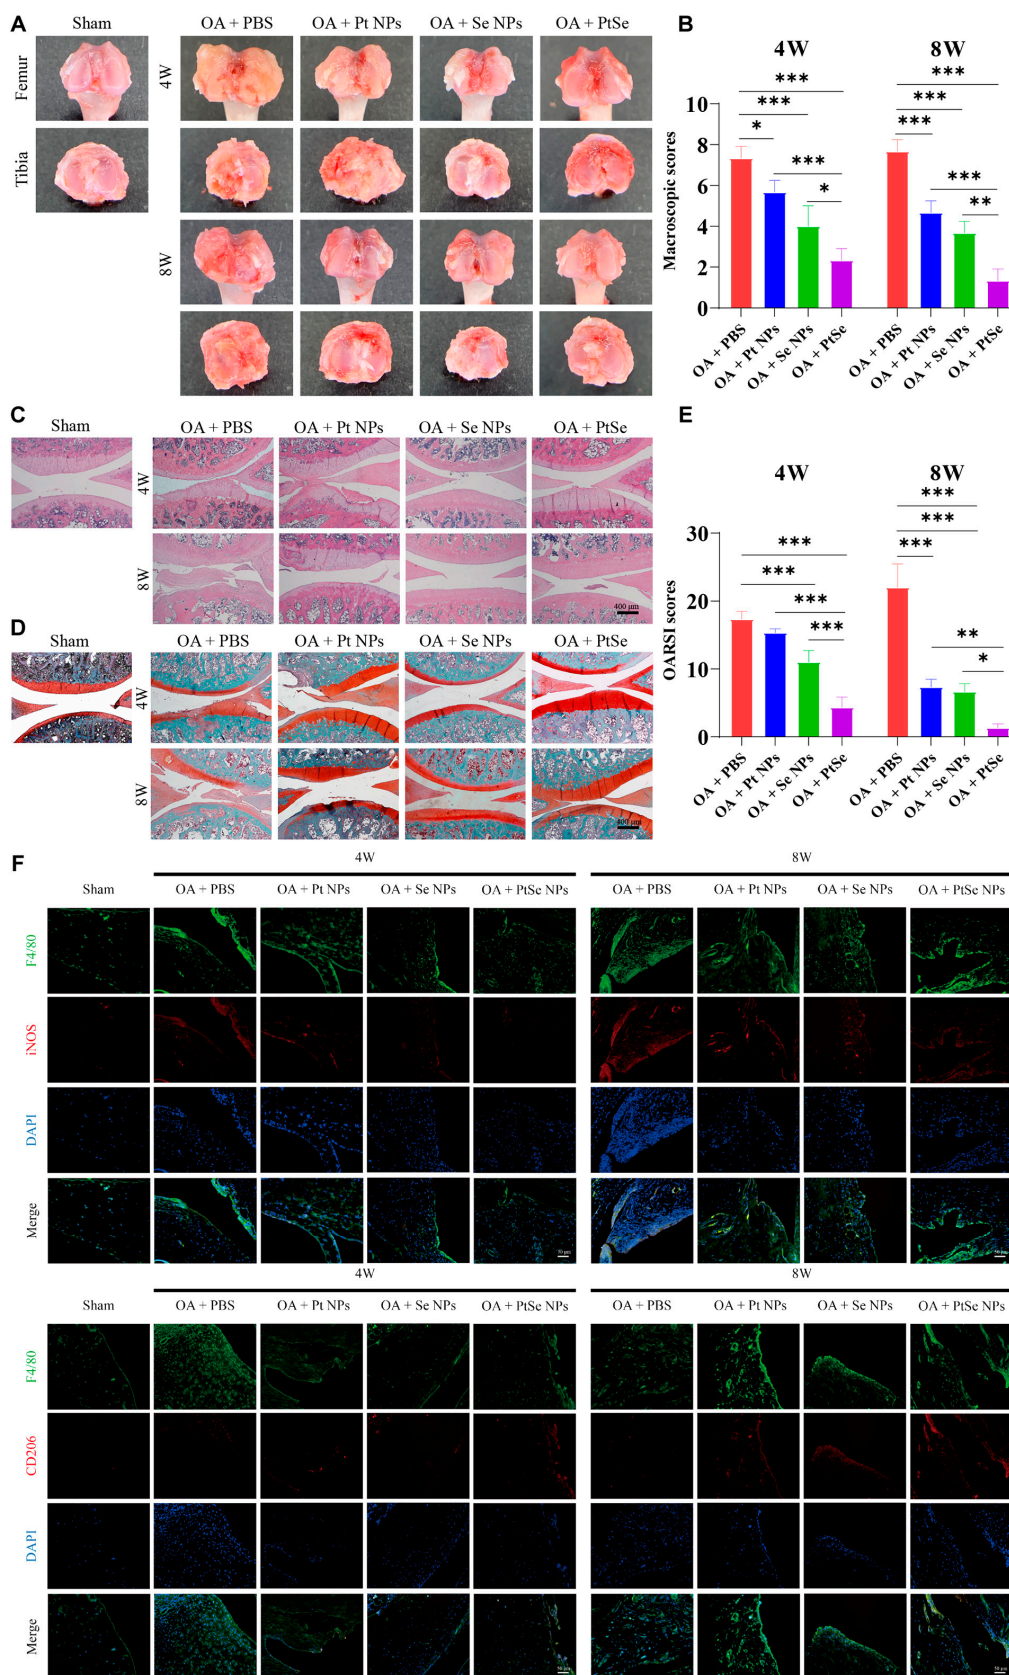 A
Sham
OA + PBS
OA + Pt NPs
OA + Se NPs
OA + PtSe
Femur
Tibia
4W
8W
B
4W
8W
Macroscopic scores
10
8
6
4
2
0
***
***
*
***
*
***
***
***
***
**
OA + PBS
OA + Pt NPs
OA + Se NPs
OA + PtSe
OA + PBS
OA + Pt NPs
OA + Se NPs
OA + PtSe
C
Sham
OA + PBS
OA + Pt NPs
OA + Se NPs
OA + PtSe
4W
8W
400 μm
D
Sham
OA + PBS
OA + Pt NPs
OA + Se NPs
OA + PtSe
4W
8W
400 μm
E
4W
8W
OARSI scores
30
20
10
0
***
***
***
***
***
***
***
**
*
OA + PBS
OA + Pt NPs
OA + Se NPs
OA + PtSe
OA + PBS
OA + Pt NPs
OA + Se NPs
OA + PtSe
F
4W
8W
Sham
OA + PBS
OA + Pt NPs
OA + Se NPs
OA + PtSe NPs
OA + PBS
OA + Pt NPs
OA + Se NPs
OA + PtSe NPs
F4/80
iNOS
DAPI
Merge
50 μm
50 μm
4W
8W
Sham
OA + PBS
OA + Pt NPs
OA + Se NPs
OA + PtSe NPs
OA + PBS
OA + Pt NPs
OA + Se NPs
OA + PtSe NPs
F4/80
CD206
DAPI
Merge
50 μm
50 μm